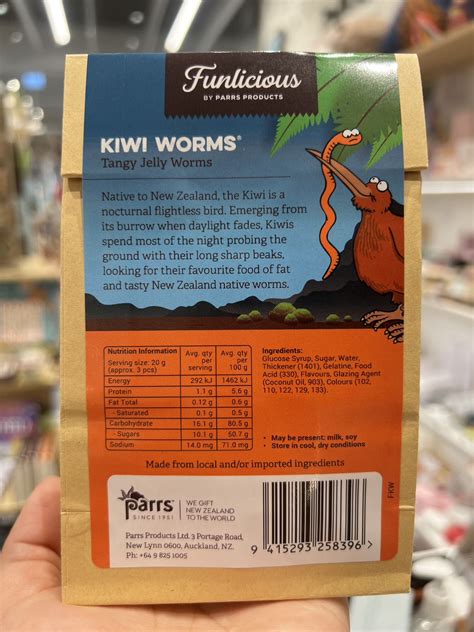 Funlicious
BY PARRS PRODUCTS
KIWI WORMS®
Tangy Jelly Worms
Native to New Zealand, the Kiwi is a
nocturnal flightless bird. Emerging from
its burrow when daylight fades, Kiwis
spend most of the night probing the
ground with their long sharp beaks,
looking for their favourite food of fat
and tasty New Zealand native worms.
Nutrition Information
Serving size: 20 g
(approx. 3 pcs)
Avg. qty
per
serving
Avg. qty
per
100 g
Energy 292 kJ 1462 kJ
Protein 1.1 g 5.6 g
Fat Total 0.12 g 0.6 g
- Saturated 0.1 g 0.5 g
Carbohydrate 16.1 g 80.5 g
- Sugars 10.1 g 50.7 g
Sodium 14.0 mg 71.0 mg
Ingredients:
Glucose Syrup, Sugar, Water,
Thickener (1401), Gelatine, Food
Acid (330), Flavours, Glazing Agent
(Coconut Oil, 903), Colours (102,
110, 122, 129, 133).
• May be present: milk, soy
• Store in cool, dry conditions
Made from local and/or imported ingredients
parrs
SINCE 1951
WE GIFT
NEW ZEALAND
TO THE WORLD
Parrs Products Ltd. 3 Portage Road,
New Lynn 0600, Auckland, NZ.
Ph: +64 9 825 1005
9 415293 258396 >
FKW